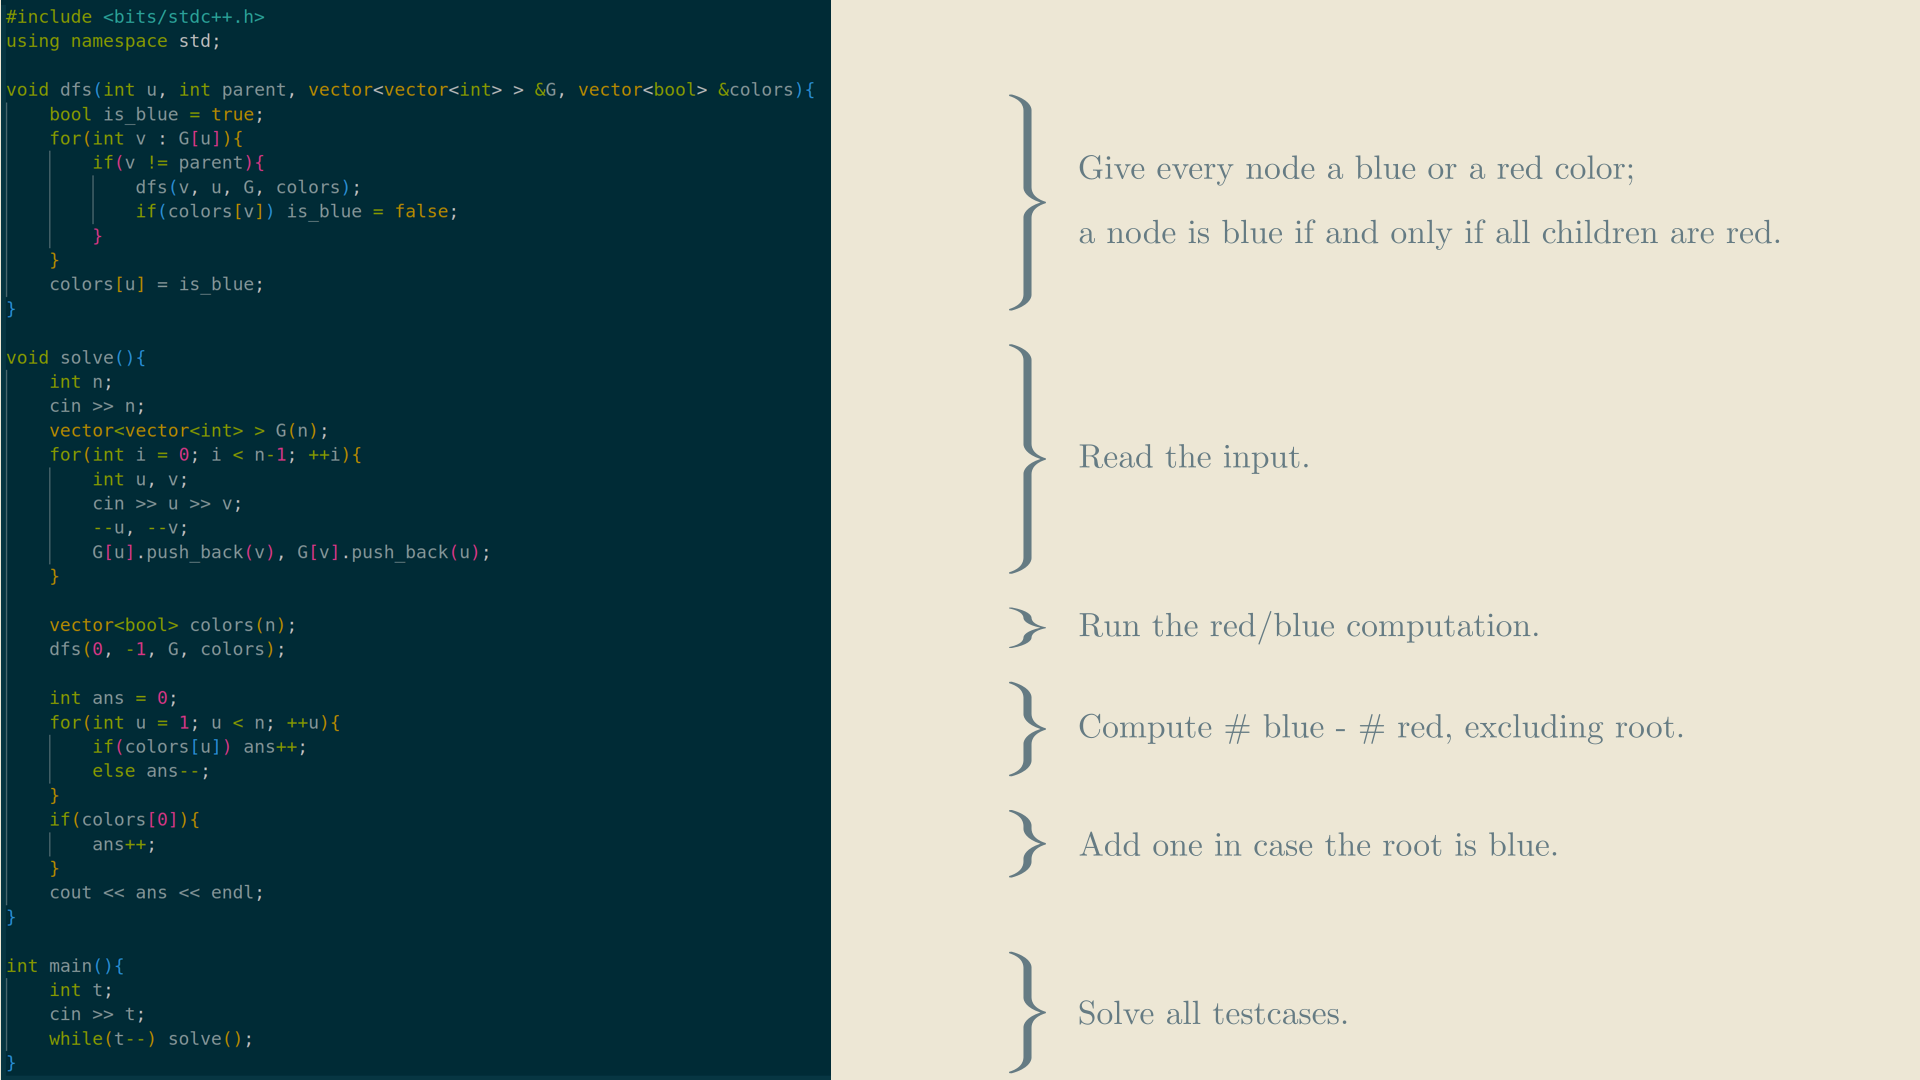 #include <bits/stdc++.h>
using namespace std;

void dfs(int u, int parent, vector<vector<int> > &G, vector<bool> &colors){
    bool is_blue = true;
    for(int v : G[u]){
        if(v != parent){
            dfs(v, u, G, colors);
            if(colors[v]) is_blue = false;
        }
    }
    colors[u] = is_blue;
}

void solve(){
    int n;
    cin >> n;
    vector<vector<int> > G(n);
    for(int i = 0; i < n-1; ++i){
        int u, v;
        cin >> u >> v;
        --u, --v;
        G[u].push_back(v), G[v].push_back(u);
    }

    vector<bool> colors(n);
    dfs(0, -1, G, colors);

    int ans = 0;
    for(int u = 1; u < n; ++u){
        if(colors[u]) ans++;
        else ans--;
    }
    if(colors[0]){
        ans++;
    }
    cout << ans << endl;
}

int main(){
    int t;
    cin >> t;
    while(t--) solve();
}
Give every node a blue or a red color;
a node is blue if and only if all children are red.
Read the input.
Run the red/blue computation.
Compute # blue - # red, excluding root.
Add one in case the root is blue.
Solve all testcases.